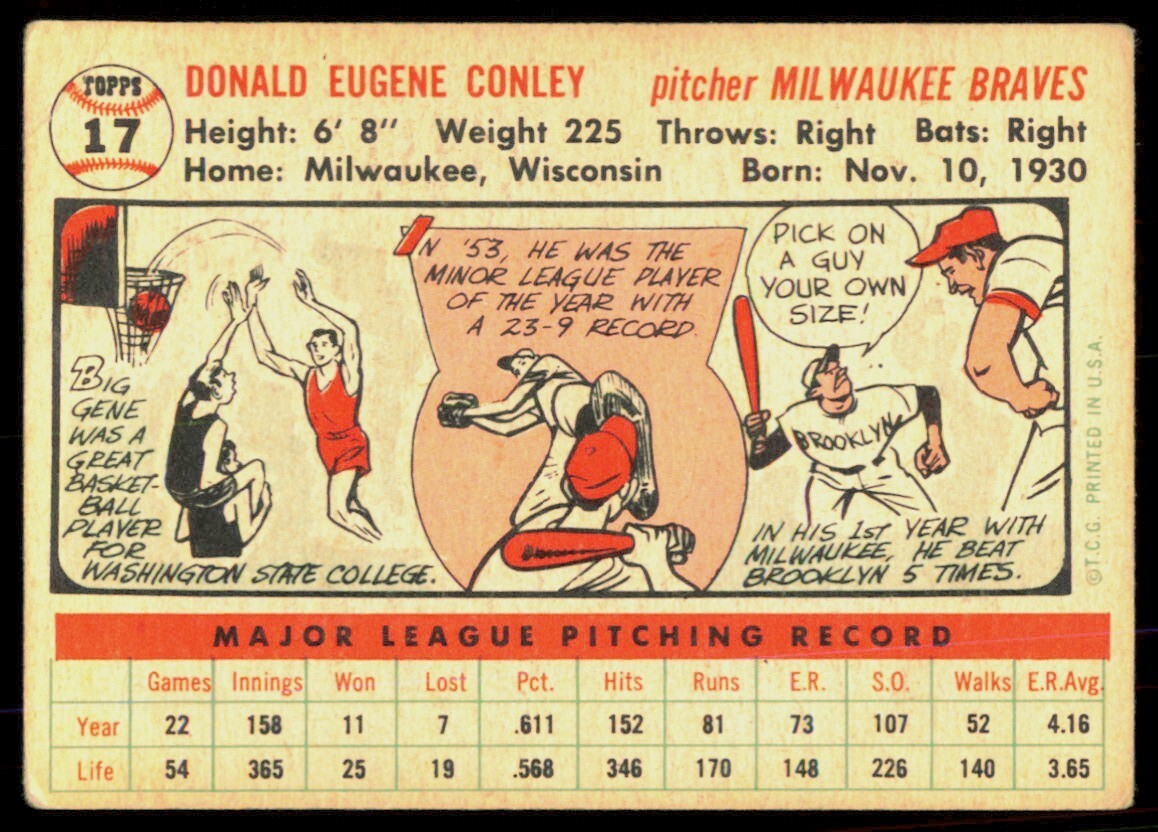 TOPPS
17
DONALD EUGENE CONLEY pitcher MILWAUKEE BRAVES
Height: 6' 8" Weight 225 Throws: Right Bats: Right
Home: Milwaukee, Wisconsin Born: Nov. 10, 1930
BIG
GENE
WAS A
GREAT
BASKET-
BALL
PLAYER
FOR
WASHINGTON STATE COLLEGE.
IN '53, HE WAS THE
MINOR LEAGUE PLAYER
OF THE YEAR WITH
A 23-9 RECORD.
PICK ON
A GUY
YOUR OWN
SIZE!
BROOKLYN
IN HIS 1ST YEAR WITH
MILWAUKEE, HE BEAT
BROOKLYN 5 TIMES.
©T.C.G. PRINTED IN U.S.A.
MAJOR LEAGUE PITCHING RECORD
Games Innings Won Lost Pct. Hits Runs E.R. S.O. Walks E.R.Avg.
Year 22 158 11 7 .611 152 81 73 107 52 4.16
Life 54 365 25 19 .568 346 170 148 226 140 3.65